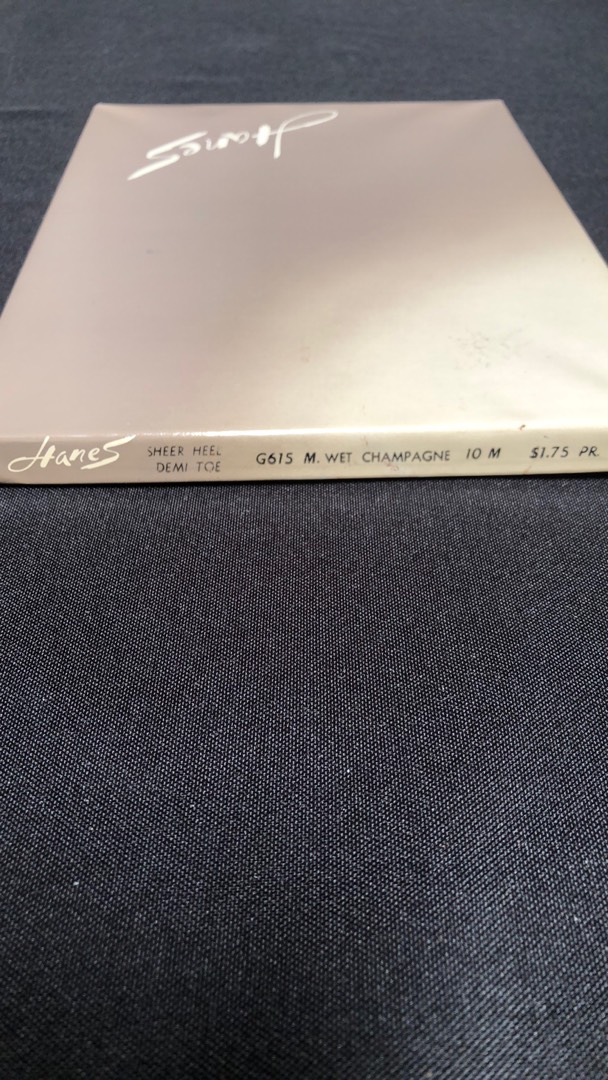 Hanes
Hanes SHEER HEEL DEMI TOE G615 M. WET CHAMPAGNE 10 M $1.75 PR.